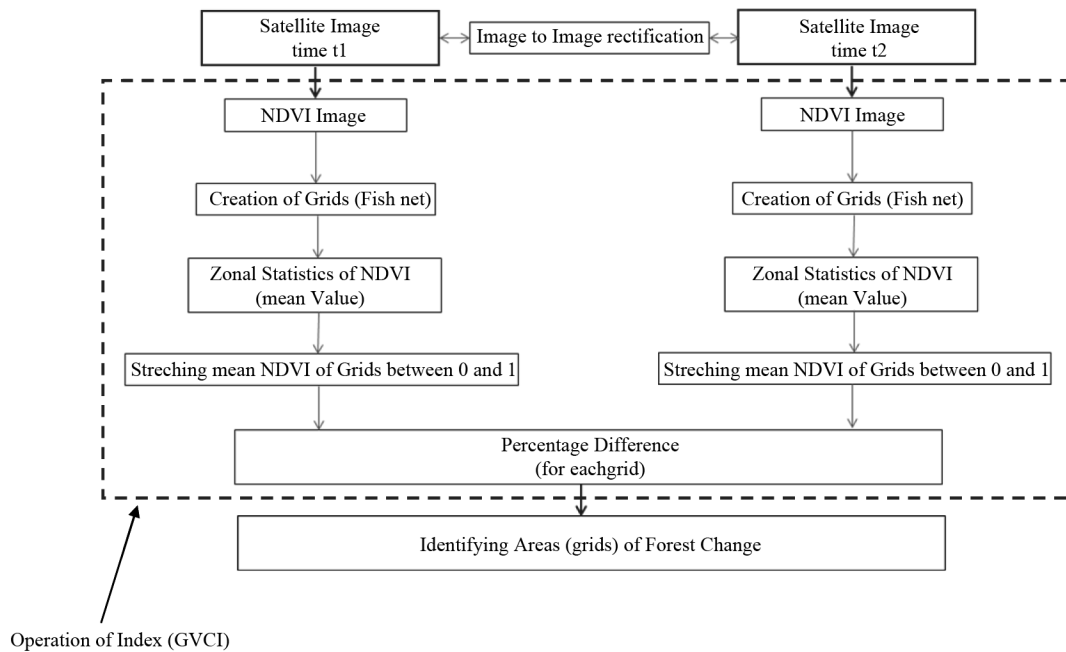 Satellite Image
time t1
Image to Image rectification
Satellite Image
time t2
NDVI Image
NDVI Image
Creation of Grids (Fish net)
Creation of Grids (Fish net)
Zonal Statistics of NDVI
(mean Value)
Zonal Statistics of NDVI
(mean Value)
Streching mean NDVI of Grids between 0 and 1
Streching mean NDVI of Grids between 0 and 1
Percentage Difference
(for eachgrid)
Identifying Areas (grids) of Forest Change
Operation of Index (GVCI)